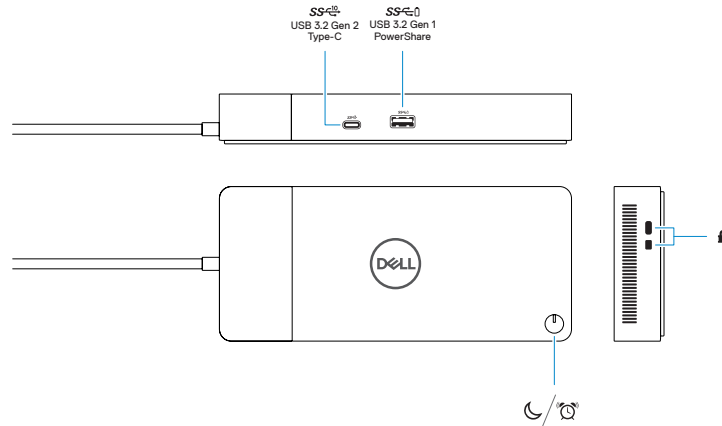 SS 10
USB 3.2 Gen 2
Type-C
SS
USB 3.2 Gen 1
PowerShare
DELL